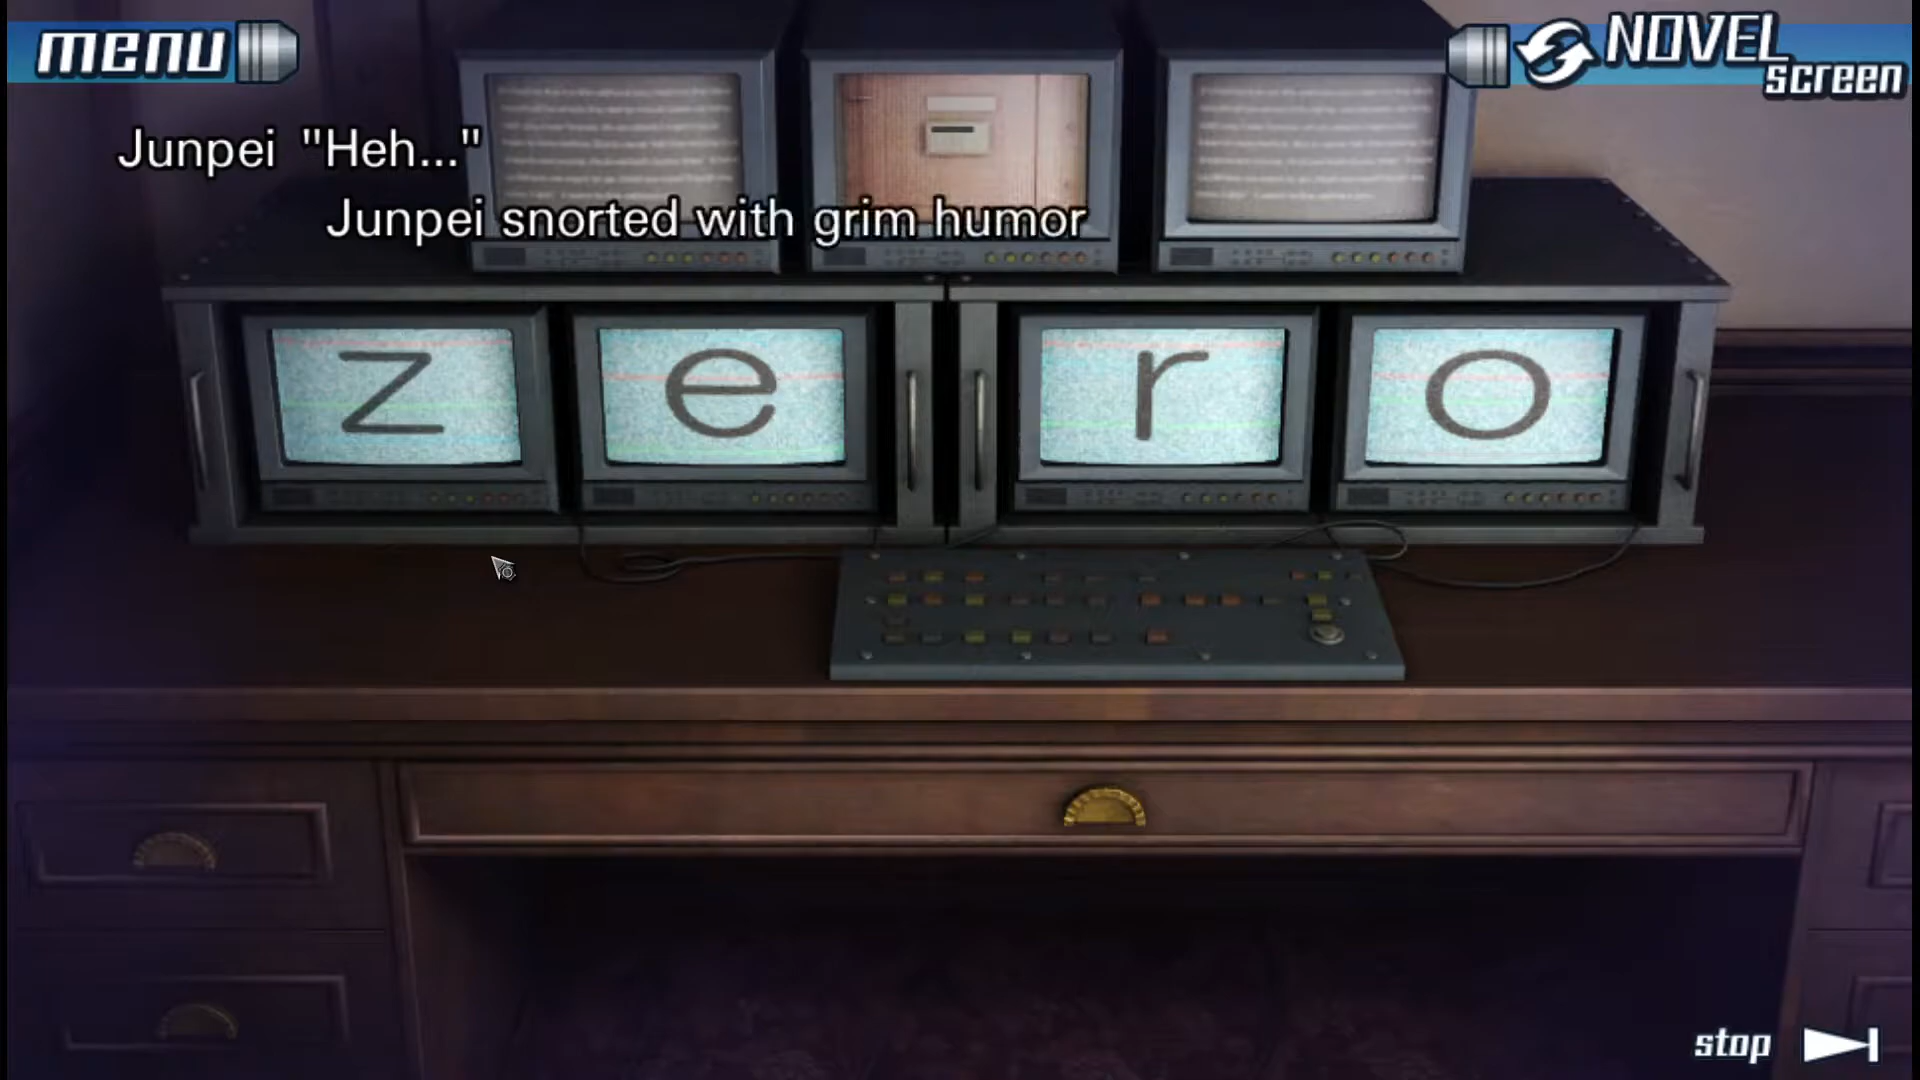 menu
NOVEL
screen
Junpei "Heh..."
Junpei snorted with grim humor
z e r o
stop